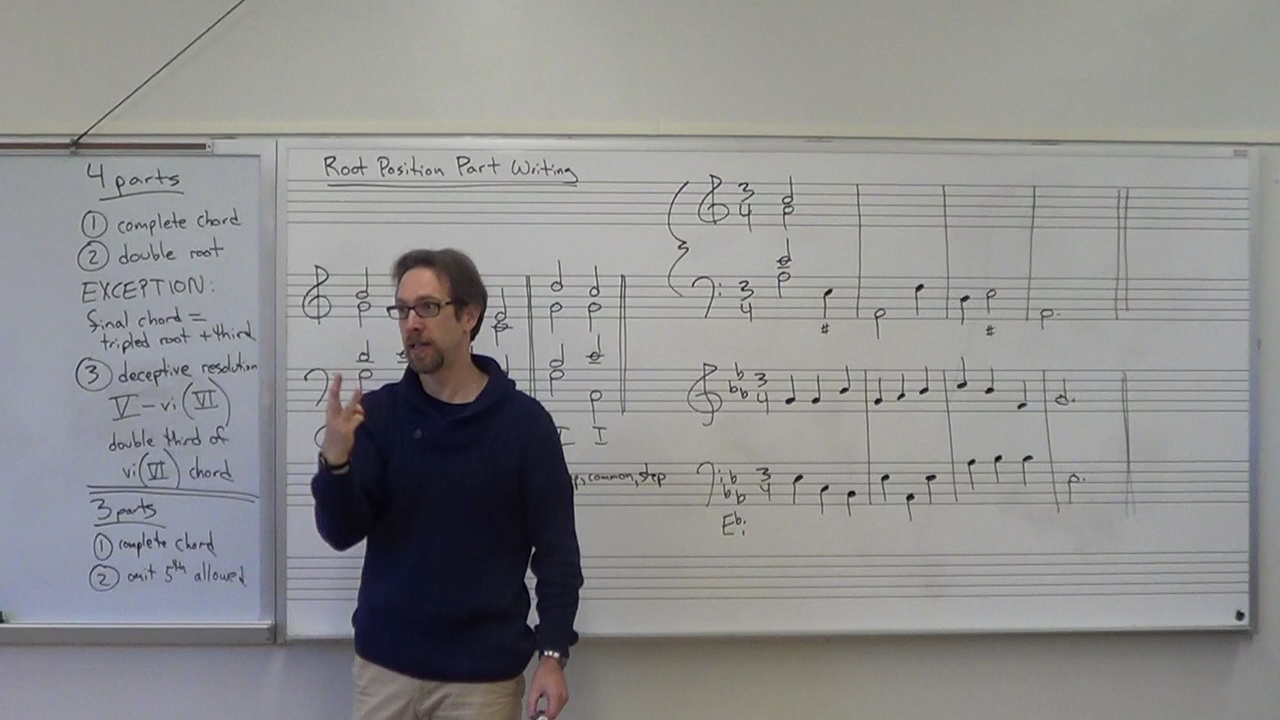 4 parts
① complete chord
② double root
EXCEPTION:
final chord =
tripled root + third
③ deceptive resolution
V - vi (VI)
double third of
vi (VI) chord
3 parts
① complete chord
② omit 5th allowed
Root Position Part Writing
I I
common, step
3 4
3 4
3 4
3 4
E♭: